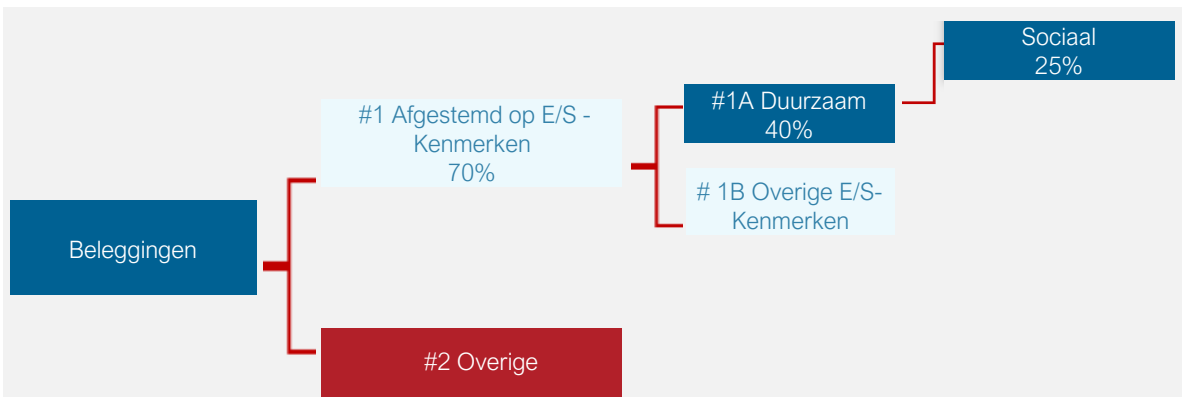 Beleggingen
#1 Afgestemd op E/S -
Kenmerken
70%
#2 Overige
#1A Duurzaam
40%
# 1B Overige E/S-
Kenmerken
Sociaal
25%